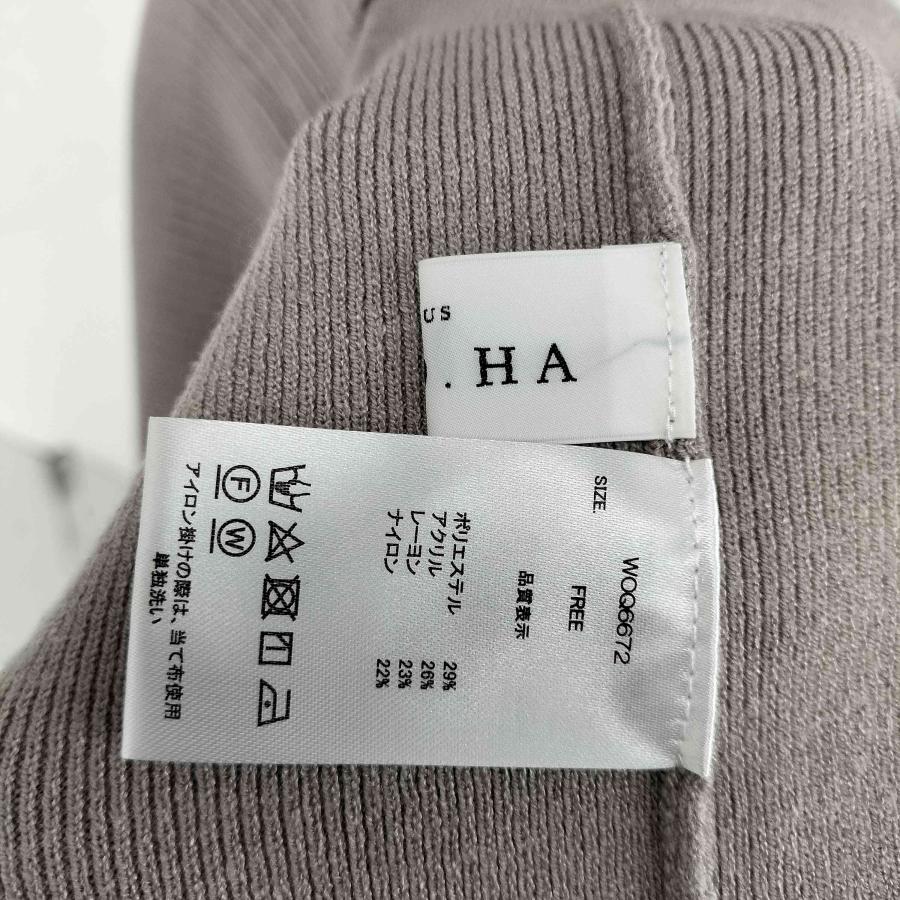 US
. HA
WOQ6672
SIZE. FREE
品質表示
ポリエステル 29%
アクリル 26%
レーヨン 23%
ナイロン 22%
F W
アイロン掛けの際は、当て布使用
単独洗い